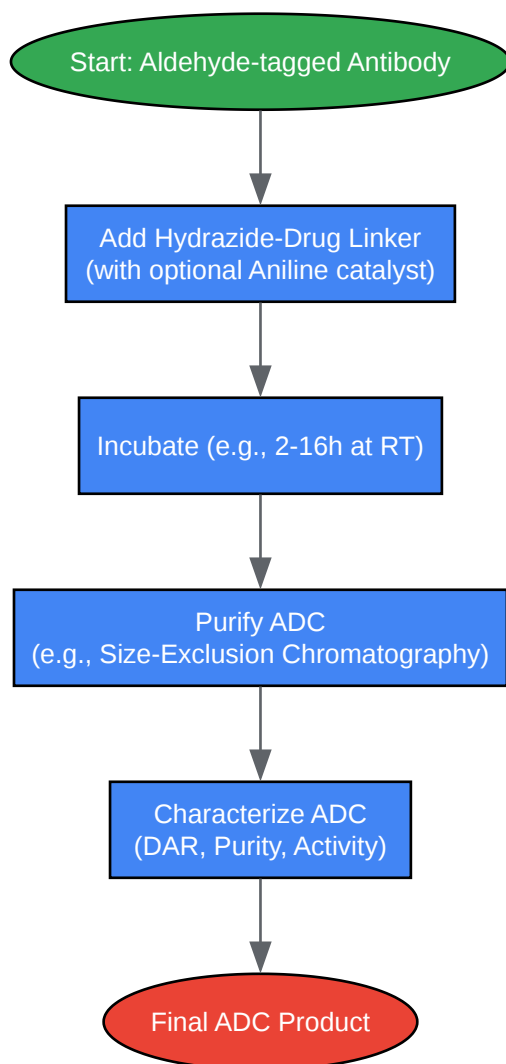 Start: Aldehyde-tagged Antibody
Add Hydrazide-Drug Linker
(with optional Aniline catalyst)
Incubate (e.g., 2-16h at RT)
Purify ADC
(e.g., Size-Exclusion Chromatography)
Characterize ADC
(DAR, Purity, Activity)
Final ADC Product